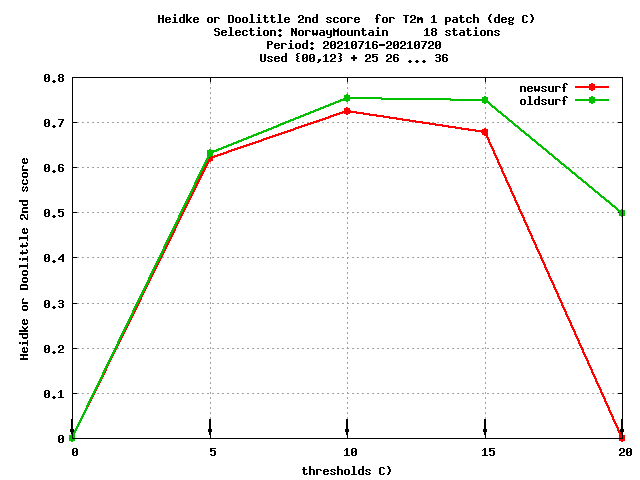 Heidke or Doolittle 2nd score  for T2m 1 patch (deg C)
Selection: NorwayMountain     18 stations
Period: 20210716-20210720
Used {00,12} + 25 26 ... 36
newsurf
oldsurf
0.8
0.7
0.6
0.5
0.4
0.3
0.2
0.1
0
Heidke or Doolittle 2nd score
0 5 10 15 20
thresholds C)